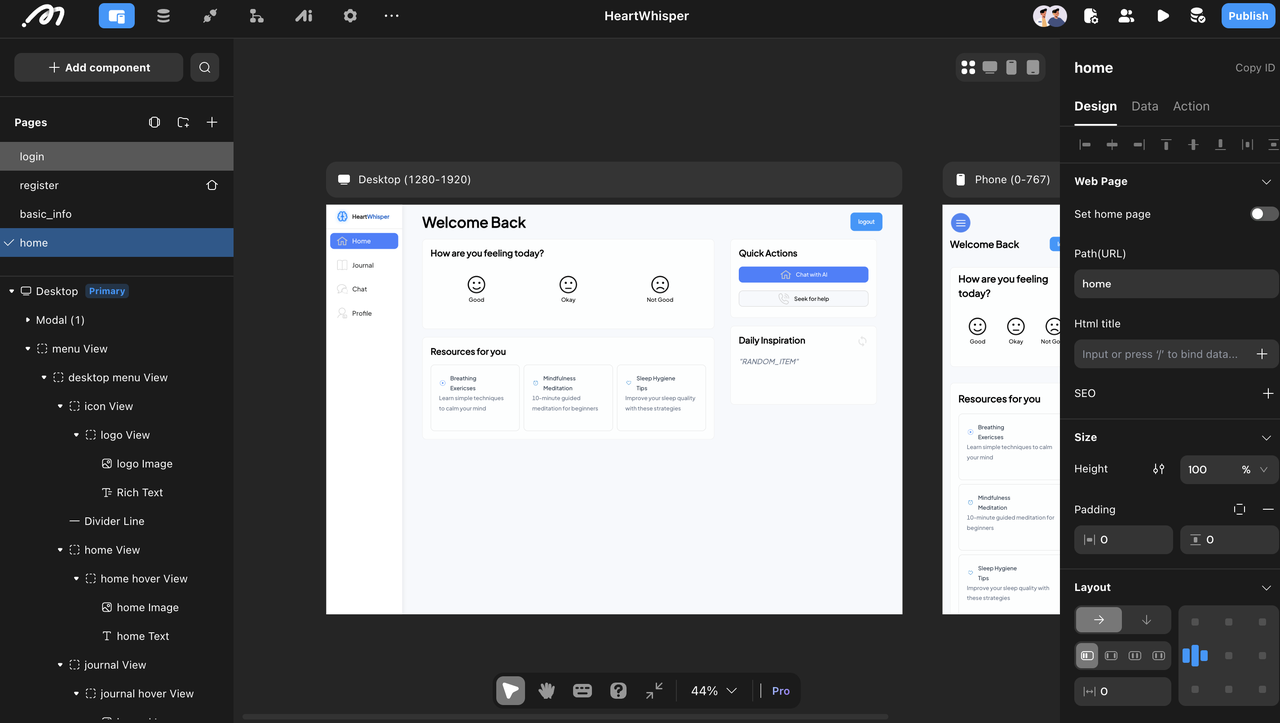 HeartWhisper
Publish
Add component
Pages
login
register
basic_info
home
Desktop Primary
Modal (1)
menu View
desktop menu View
icon View
logo View
logo Image
Rich Text
Divider Line
home View
home hover View
home Image
home Text
journal View
journal hover View
Desktop (1280-1920)
HeartWhisper
Home
Journal
Chat
Profile
Welcome Back
logout
How are you feeling today?
Good
Okay
Not Good
Quick Actions
Chat with AI
Seek for help
Resources for you
Breathing
Exericses
Learn simple techniques
to calm your mind
Mindfulness
Meditation
10-minute guided
meditation for beginners
Sleep Hygiene
Tips
Improve your sleep quality
with these strategies
Daily Inspiration
"RANDOM_ITEM"
Phone (0-767)
Welcome Back
How are you feeling
today?
Good
Okay
Not Go
Resources for you
Breathing
Exericses
Learn simple techniques to calm
your mind
Mindfulness
Meditation
10-minute guided meditation for
beginners
Sleep Hygiene
Tips
Improve your sleep quality with
these strategies
44%
Pro
home
Copy ID
Design Data Action
Web Page
Set home page
Path(URL)
home
Html title
Input or press '/' to bind data...
SEO
Size
Height
100 %
Padding
0
0
Layout
0